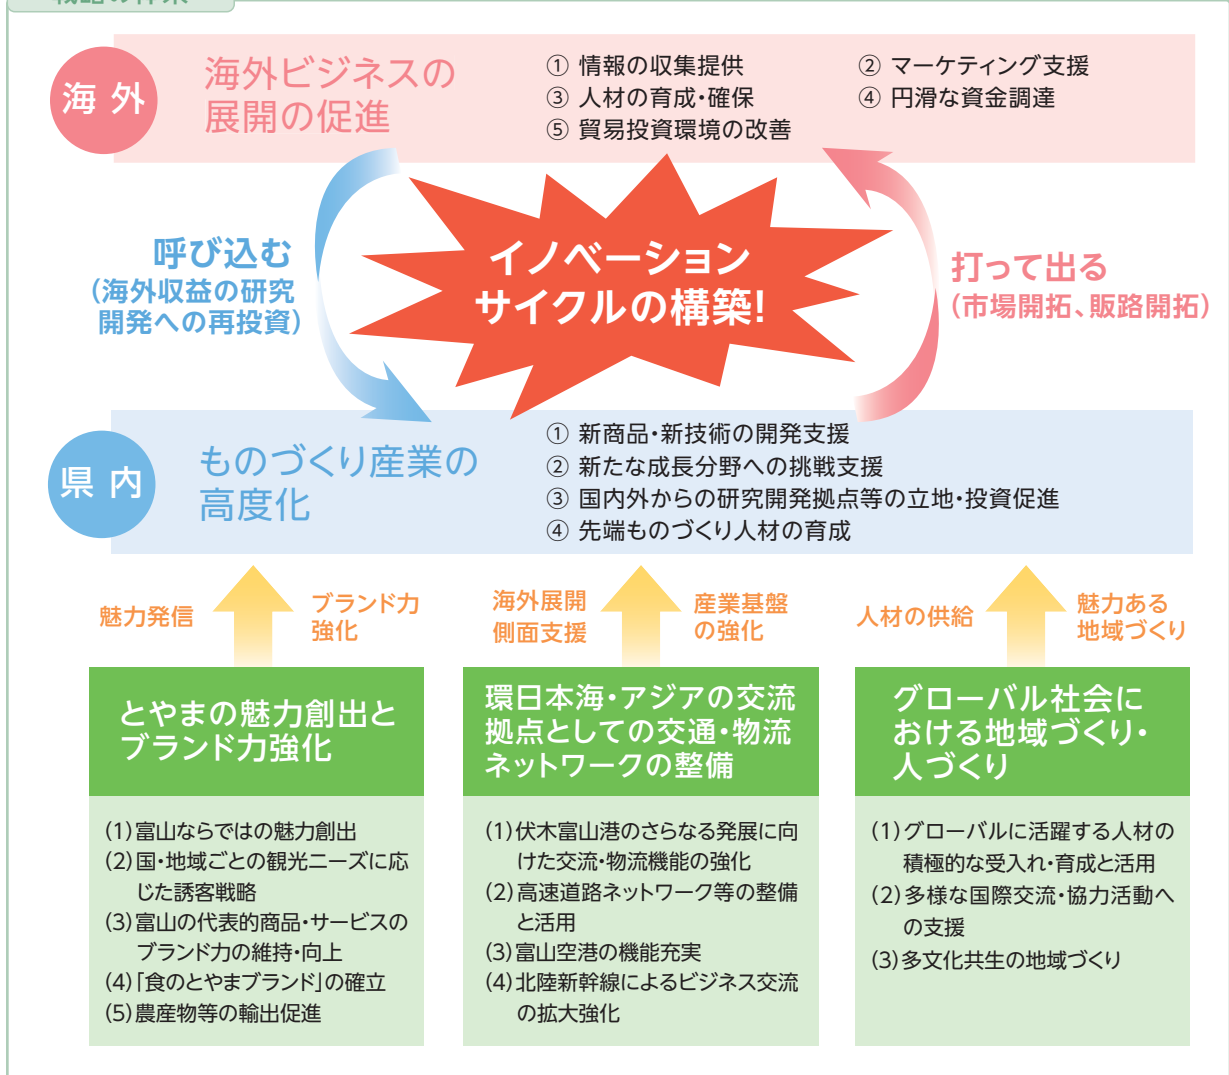 戦略の体系
海 外
海外ビジネスの
展開の促進
① 情報の収集提供
② マーケティング支援
③ 人材の育成・確保
④ 円滑な資金調達
⑤ 貿易投資環境の改善
呼び込む
(海外収益の研究
開発への再投資)
イノベーション
サイクルの構築!
打って出る
(市場開拓、販路開拓)
県 内
ものづくり産業の
高度化
① 新商品・新技術の開発支援
② 新たな成長分野への挑戦支援
③ 国内外からの研究開発拠点等の立地・投資促進
④ 先端ものづくり人材の育成
魅力発信
ブランド力
強化
海外展開
側面支援
産業基盤
の強化
人材の供給
魅力ある
地域づくり
とやまの魅力創出と
ブランド力強化
(1)富山ならではの魅力創出
(2)国・地域ごとの観光ニーズに応
じた誘客戦略
(3)富山の代表的商品・サービスの
ブランド力の維持・向上
(4)「食のとやまブランド」の確立
(5)農産物等の輸出促進
環日本海・アジアの交流
拠点としての交通・物流
ネットワークの整備
(1)伏木富山港のさらなる発展に向
けた交流・物流機能の強化
(2)高速道路ネットワーク等の整備
と活用
(3)富山空港の機能充実
(4)北陸新幹線によるビジネス交流
の拡大強化
グローバル社会に
おける地域づくり・
人づくり
(1)グローバルに活躍する人材の
積極的な受入れ・育成と活用
(2)多様な国際交流・協力活動へ
の支援
(3)多文化共生の地域づくり